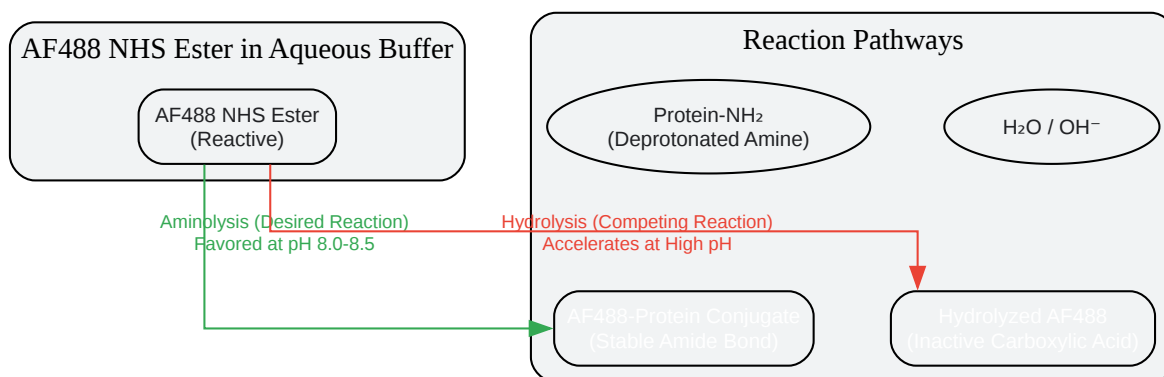 AF488 NHS Ester in Aqueous Buffer
AF488 NHS Ester
(Reactive)
Reaction Pathways
Protein-NH₂
(Deprotonated Amine)
H₂O / OH⁻
Aminolysis (Desired Reaction)
Favored at pH 8.0-8.5
Hydrolysis (Competing Reaction)
Accelerates at High pH
AF488-Protein Conjugate
(Stable Amide Bond)
Hydrolyzed AF488
(Inactive Carboxylic Acid)